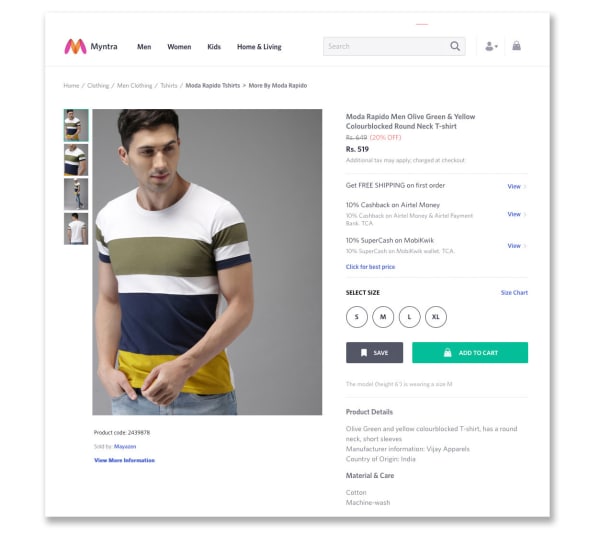 Myntra
Men
Women
Kids
Home & Living
Search
Home / Clothing / Men Clothing / Tshirts / Moda Rapido Tshirts > More By Moda Rapido
Moda Rapido Men Olive Green & Yellow
Colourblocked Round Neck T-shirt
Rs. 649 (20% OFF)
Rs. 519
Additional tax may apply; charged at checkout
Get FREE SHIPPING on first order
View >
10% Cashback on Airtel Money
10% Cashback on Airtel Money & Airtel Payment
Bank. TCA
View >
10% SuperCash on MobiKwik
10% SuperCash on MobiKwik wallet. TCA.
View >
Click for best price
SELECT SIZE
Size Chart
S
M
L
XL
SAVE
ADD TO CART
The model (height 6') is wearing a size M
Product Details
Olive Green and yellow colourblocked T-shirt, has a round
neck, short sleeves
Manufacturer information: Vijay Apparels
Country of Origin: India
Material & Care
Cotton
Machine-wash
Product code: 2439878
Sold by:
View More Information